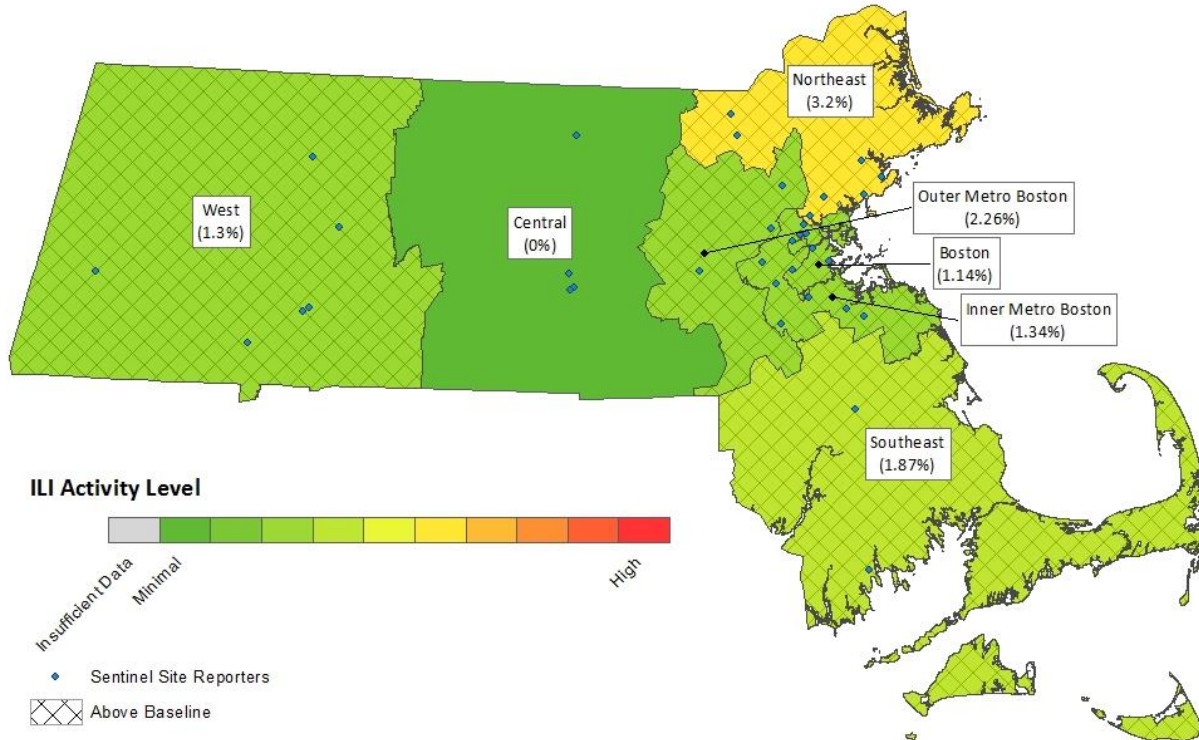 Northeast
(3.2%)
Outer Metro Boston
(2.26%)
West
(1.3%)
Central
(0%)
Boston
(1.14%)
Inner Metro Boston
(1.34%)
Southeast
(1.87%)
ILI Activity Level
Insufficient Data
Minimal
High
Sentinel Site Reporters
Above Baseline